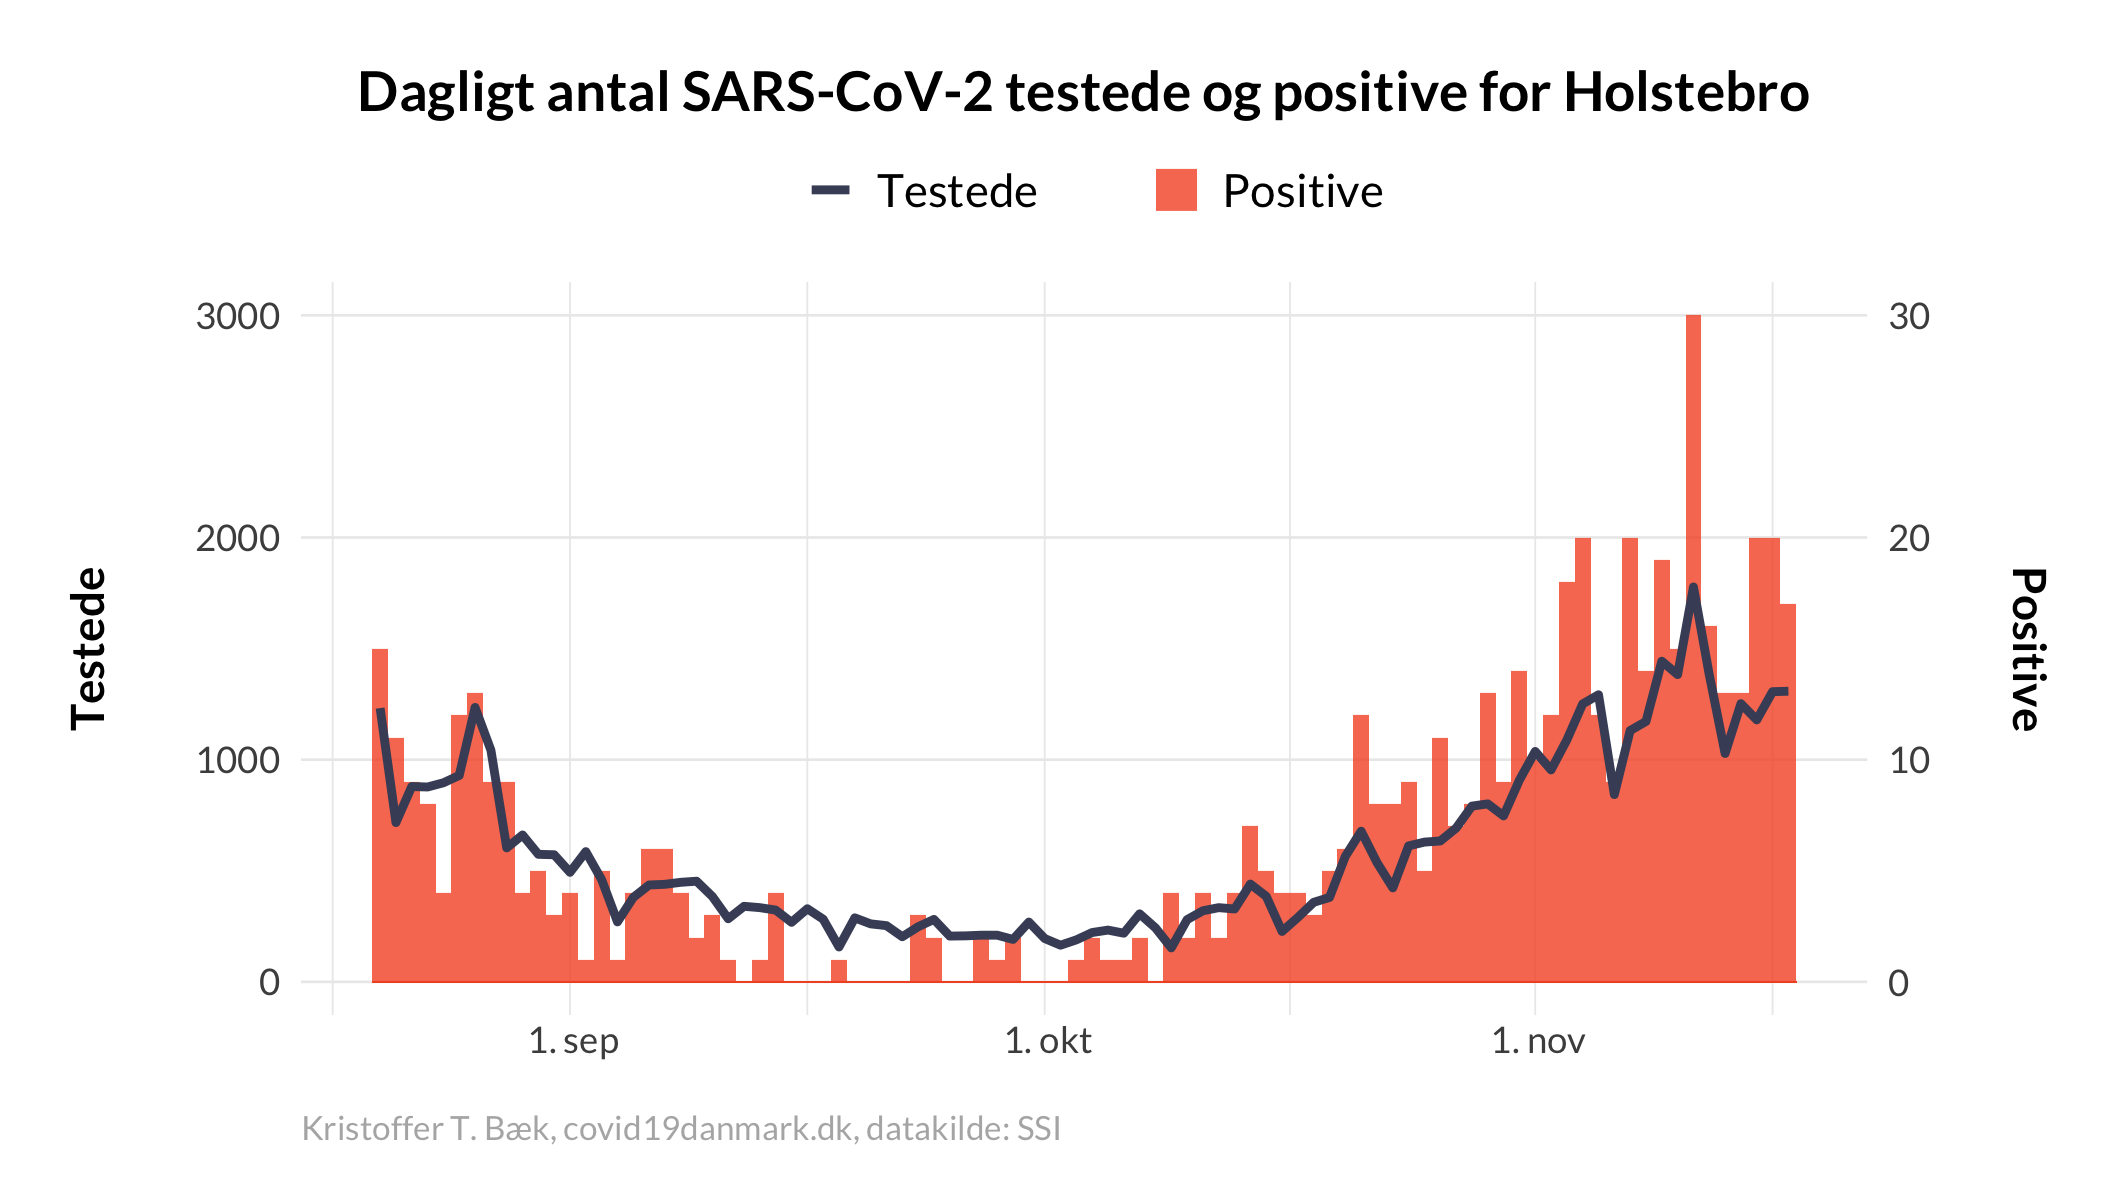 Dagligt antal SARS-CoV-2 testede og positive for Holstebro
Testede
Positive
3000
2000
1000
0
30
20
10
0
Testede
Positive
1. sep
1. okt
1. nov
Kristoffer T. Bæk, covid19danmark.dk, datakilde: SSI